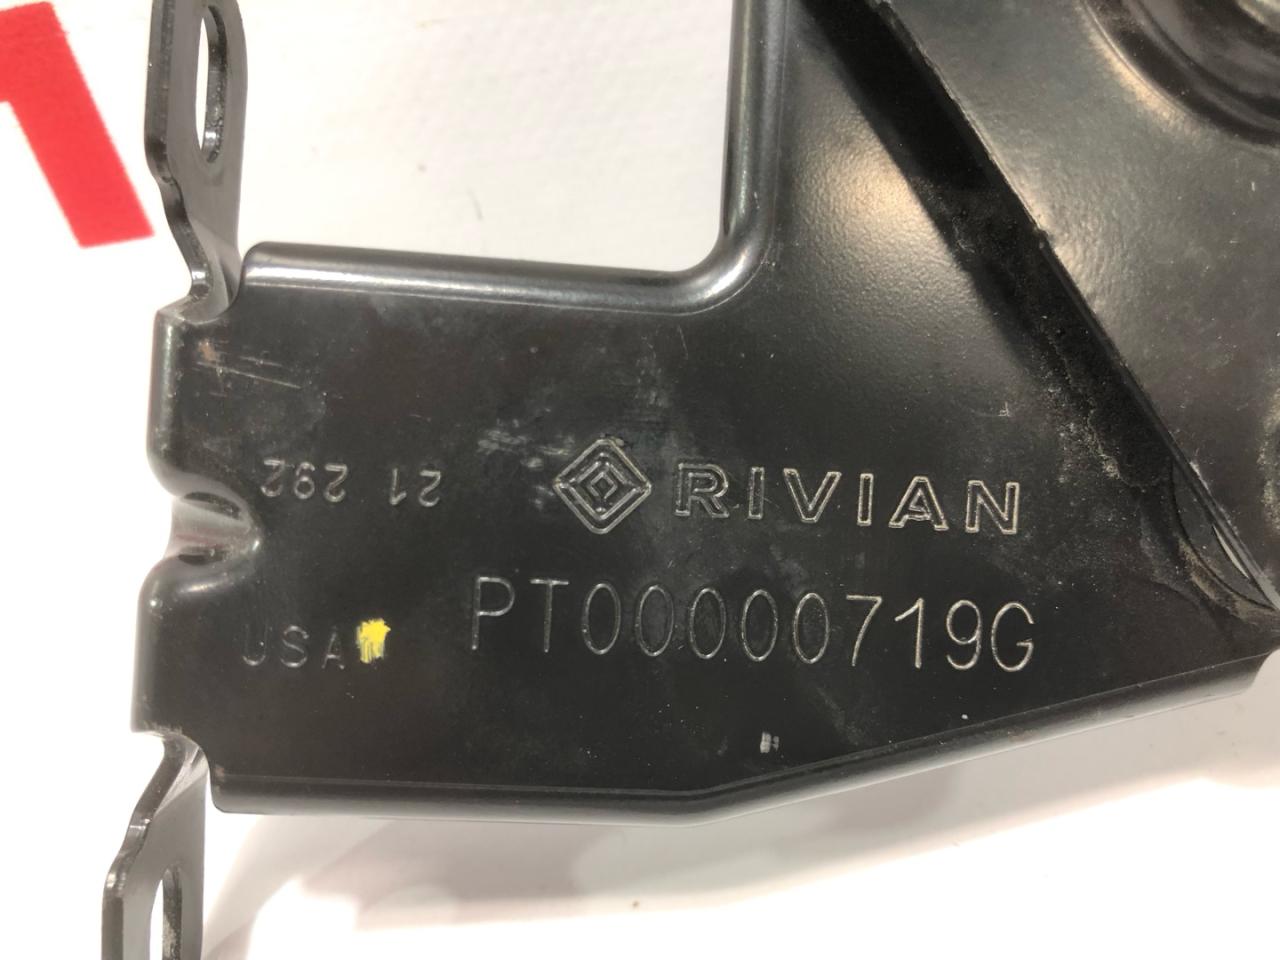 21 292 RIVIAN
USA PT00000719G